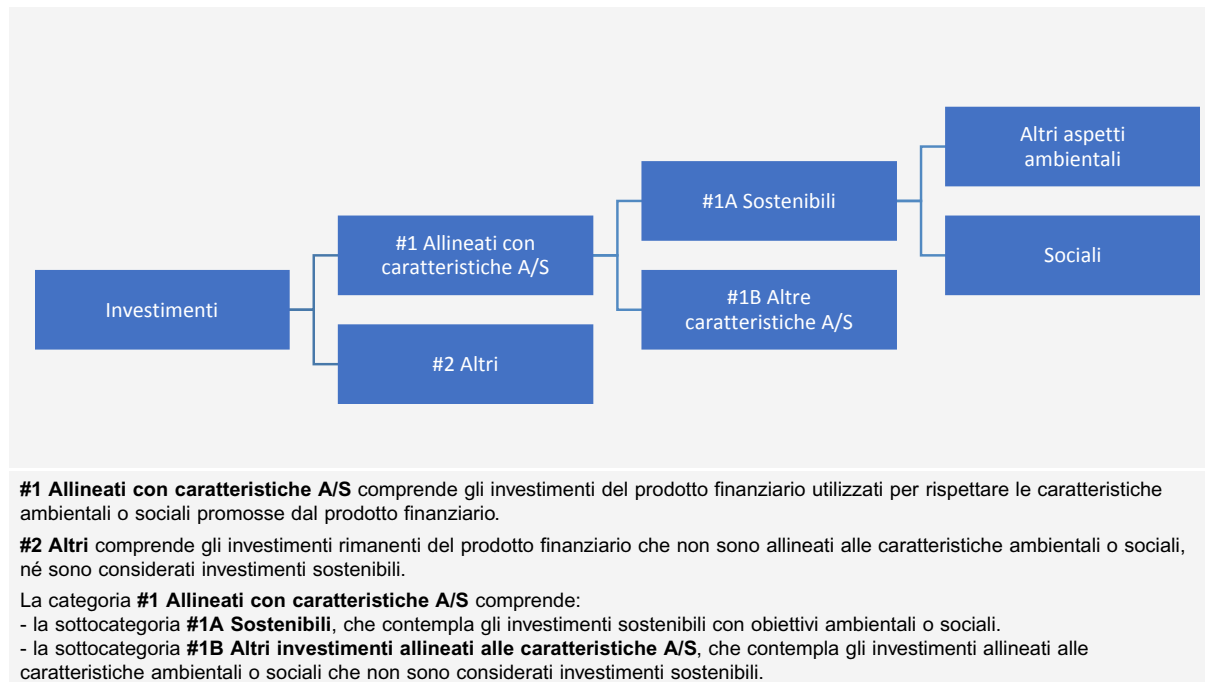 Altri aspetti
ambientali
#1A Sostenibili
#1 Allineati con
caratteristiche A/S
Sociali
Investimenti
#1B Altre
caratteristiche A/S
#2 Altri
#1 Allineati con caratteristiche A/S comprende gli investimenti del prodotto finanziario utilizzati per rispettare le caratteristiche
ambientali o sociali promosse dal prodotto finanziario.
#2 Altri comprende gli investimenti rimanenti del prodotto finanziario che non sono allineati alle caratteristiche ambientali o sociali,
né sono considerati investimenti sostenibili.
La categoria #1 Allineati con caratteristiche A/S comprende:
- la sottocategoria #1A Sostenibili, che contempla gli investimenti sostenibili con obiettivi ambientali o sociali.
- la sottocategoria #1B Altri investimenti allineati alle caratteristiche A/S, che contempla gli investimenti allineati alle
caratteristiche ambientali o sociali che non sono considerati investimenti sostenibili.